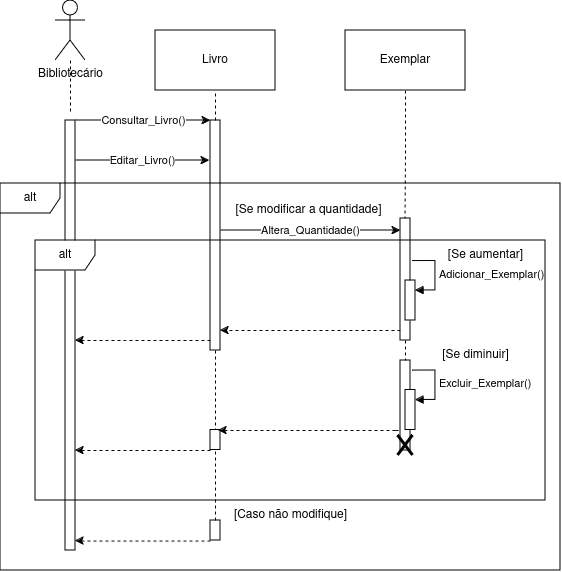 Livro
Exemplar
Bibliotecário
Consultar_Livro()
Editar_Livro()
alt
[Se modificar a quantidade]
Altera_Quantidade()
alt
[Se aumentar]
Adicionar_Exemplar()
[Se diminuir]
Excluir_Exemplar()
[Caso não modifique]